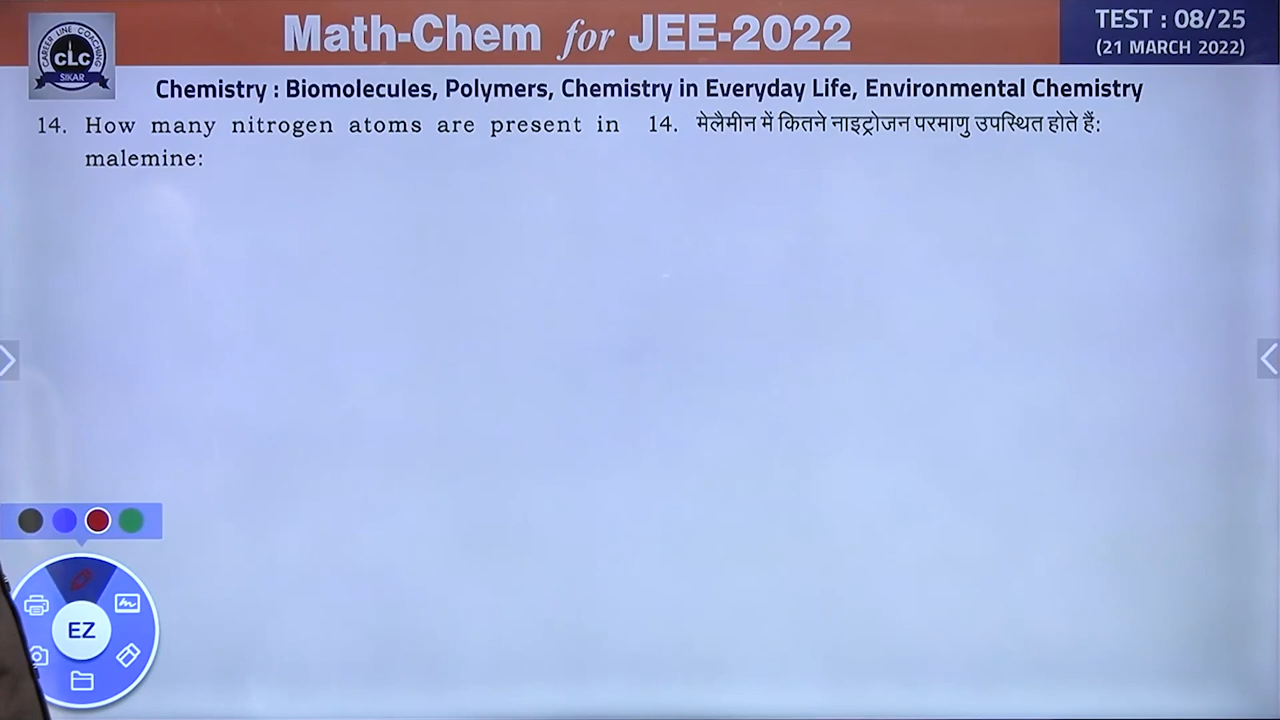 Math-Chem for JEE-2022
TEST : 08/25
(21 MARCH 2022)
CAREER LINE COACHING
CLC
SIKAR
Chemistry : Biomolecules, Polymers, Chemistry in Everyday Life, Environmental Chemistry
14. How many nitrogen atoms are present in
malemine:
14. मेलैमीन में कितने नाइट्रोजन परमाणु उपस्थित होते हैं:
EZ